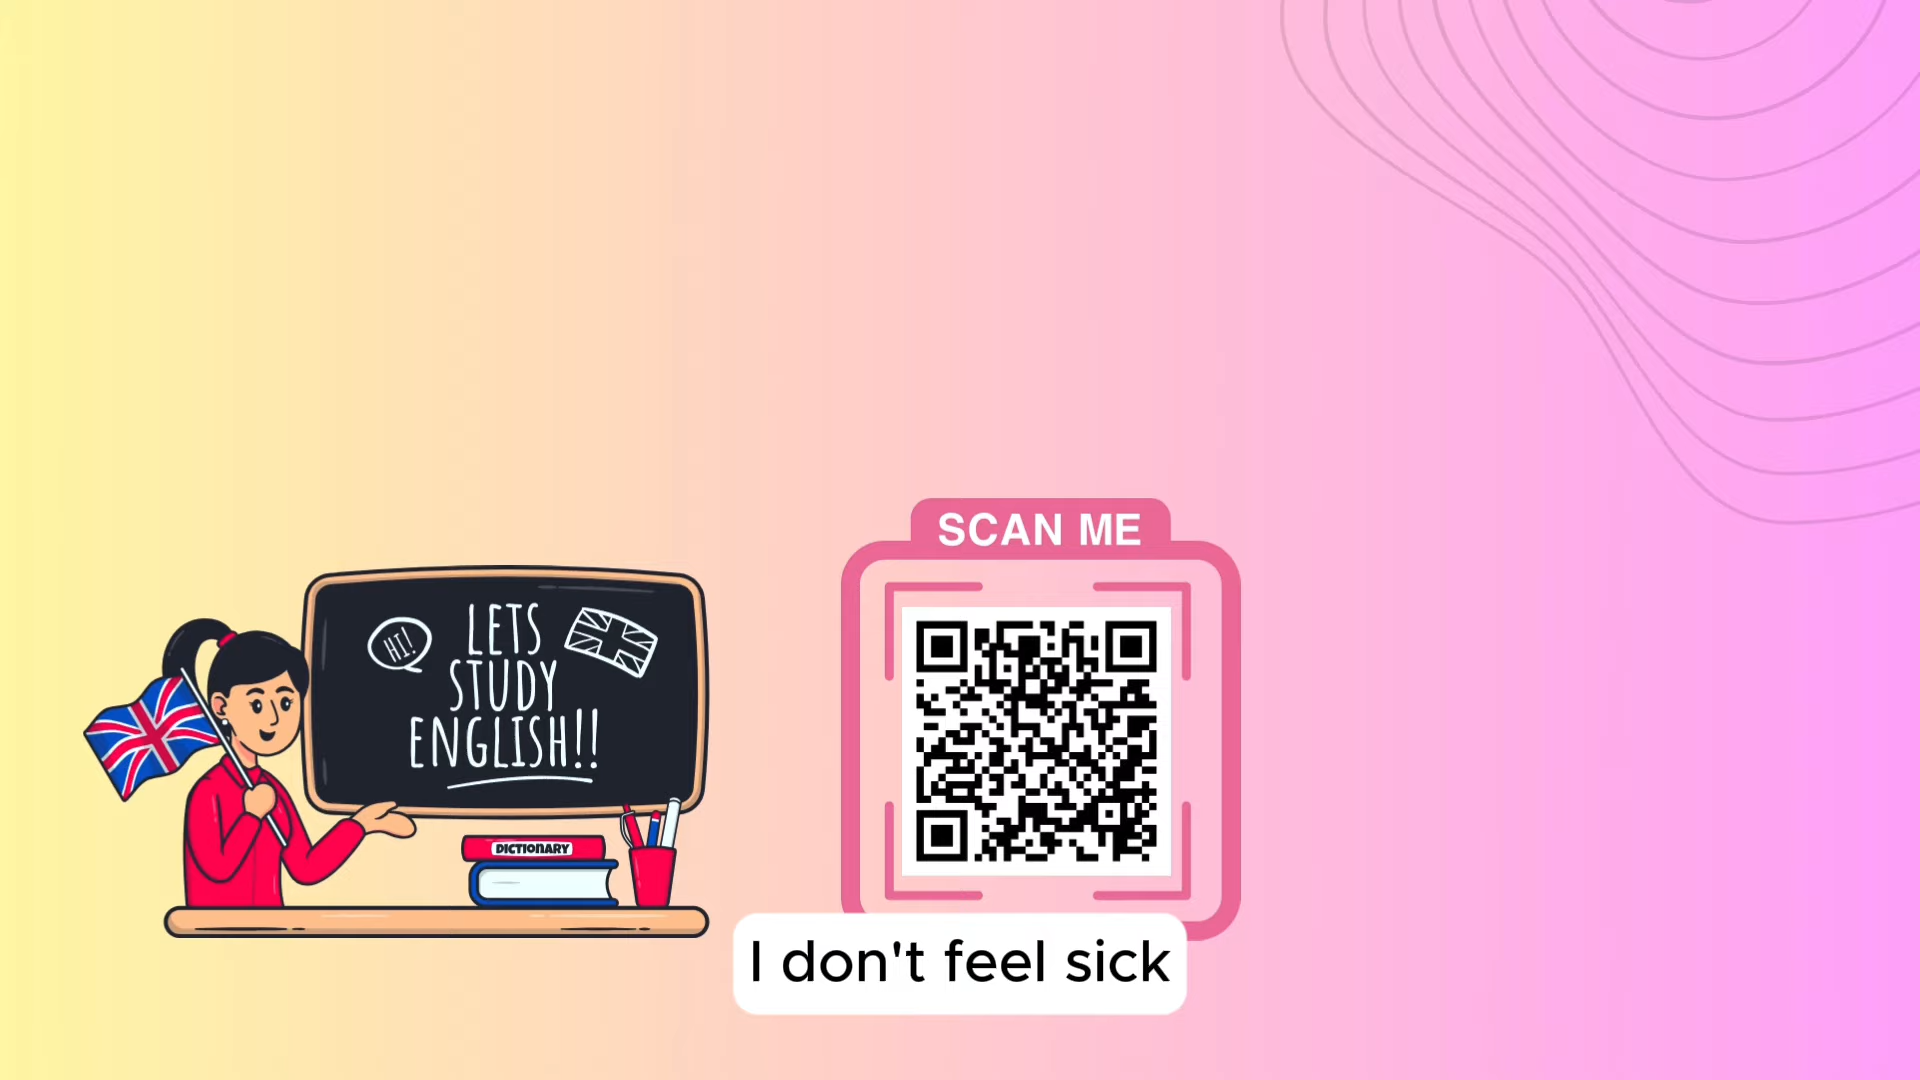 SCAN ME
HI!
LETS
STUDY
ENGLISH!!
DICTIONARY
I don't feel sick